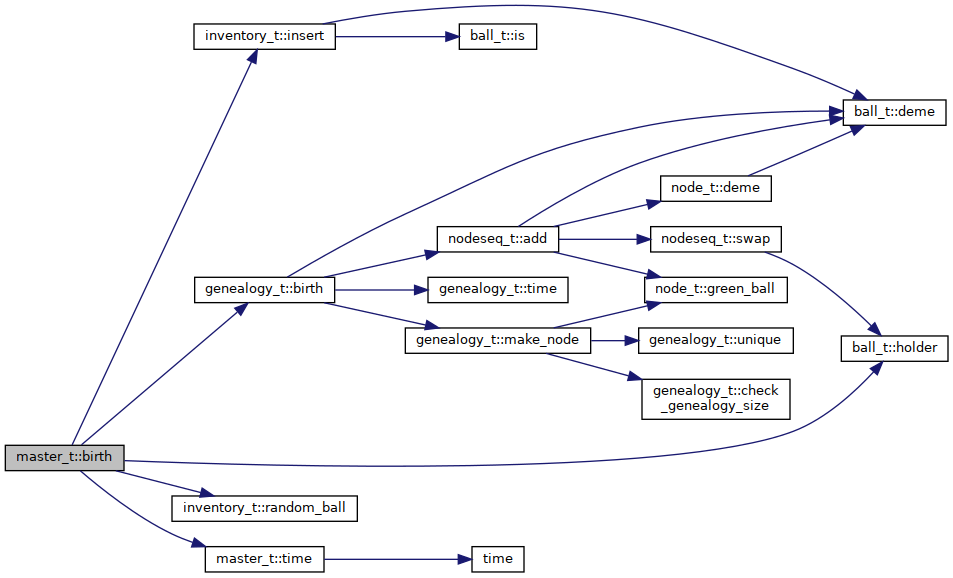 inventory_t::insert
ball_t::is
ball_t::deme
node_t::deme
nodeseq_t::add
nodeseq_t::swap
genealogy_t::birth
genealogy_t::time
node_t::green_ball
genealogy_t::make_node
genealogy_t::unique
ball_t::holder
genealogy_t::check
_genealogy_size
master_t::birth
inventory_t::random_ball
master_t::time
time